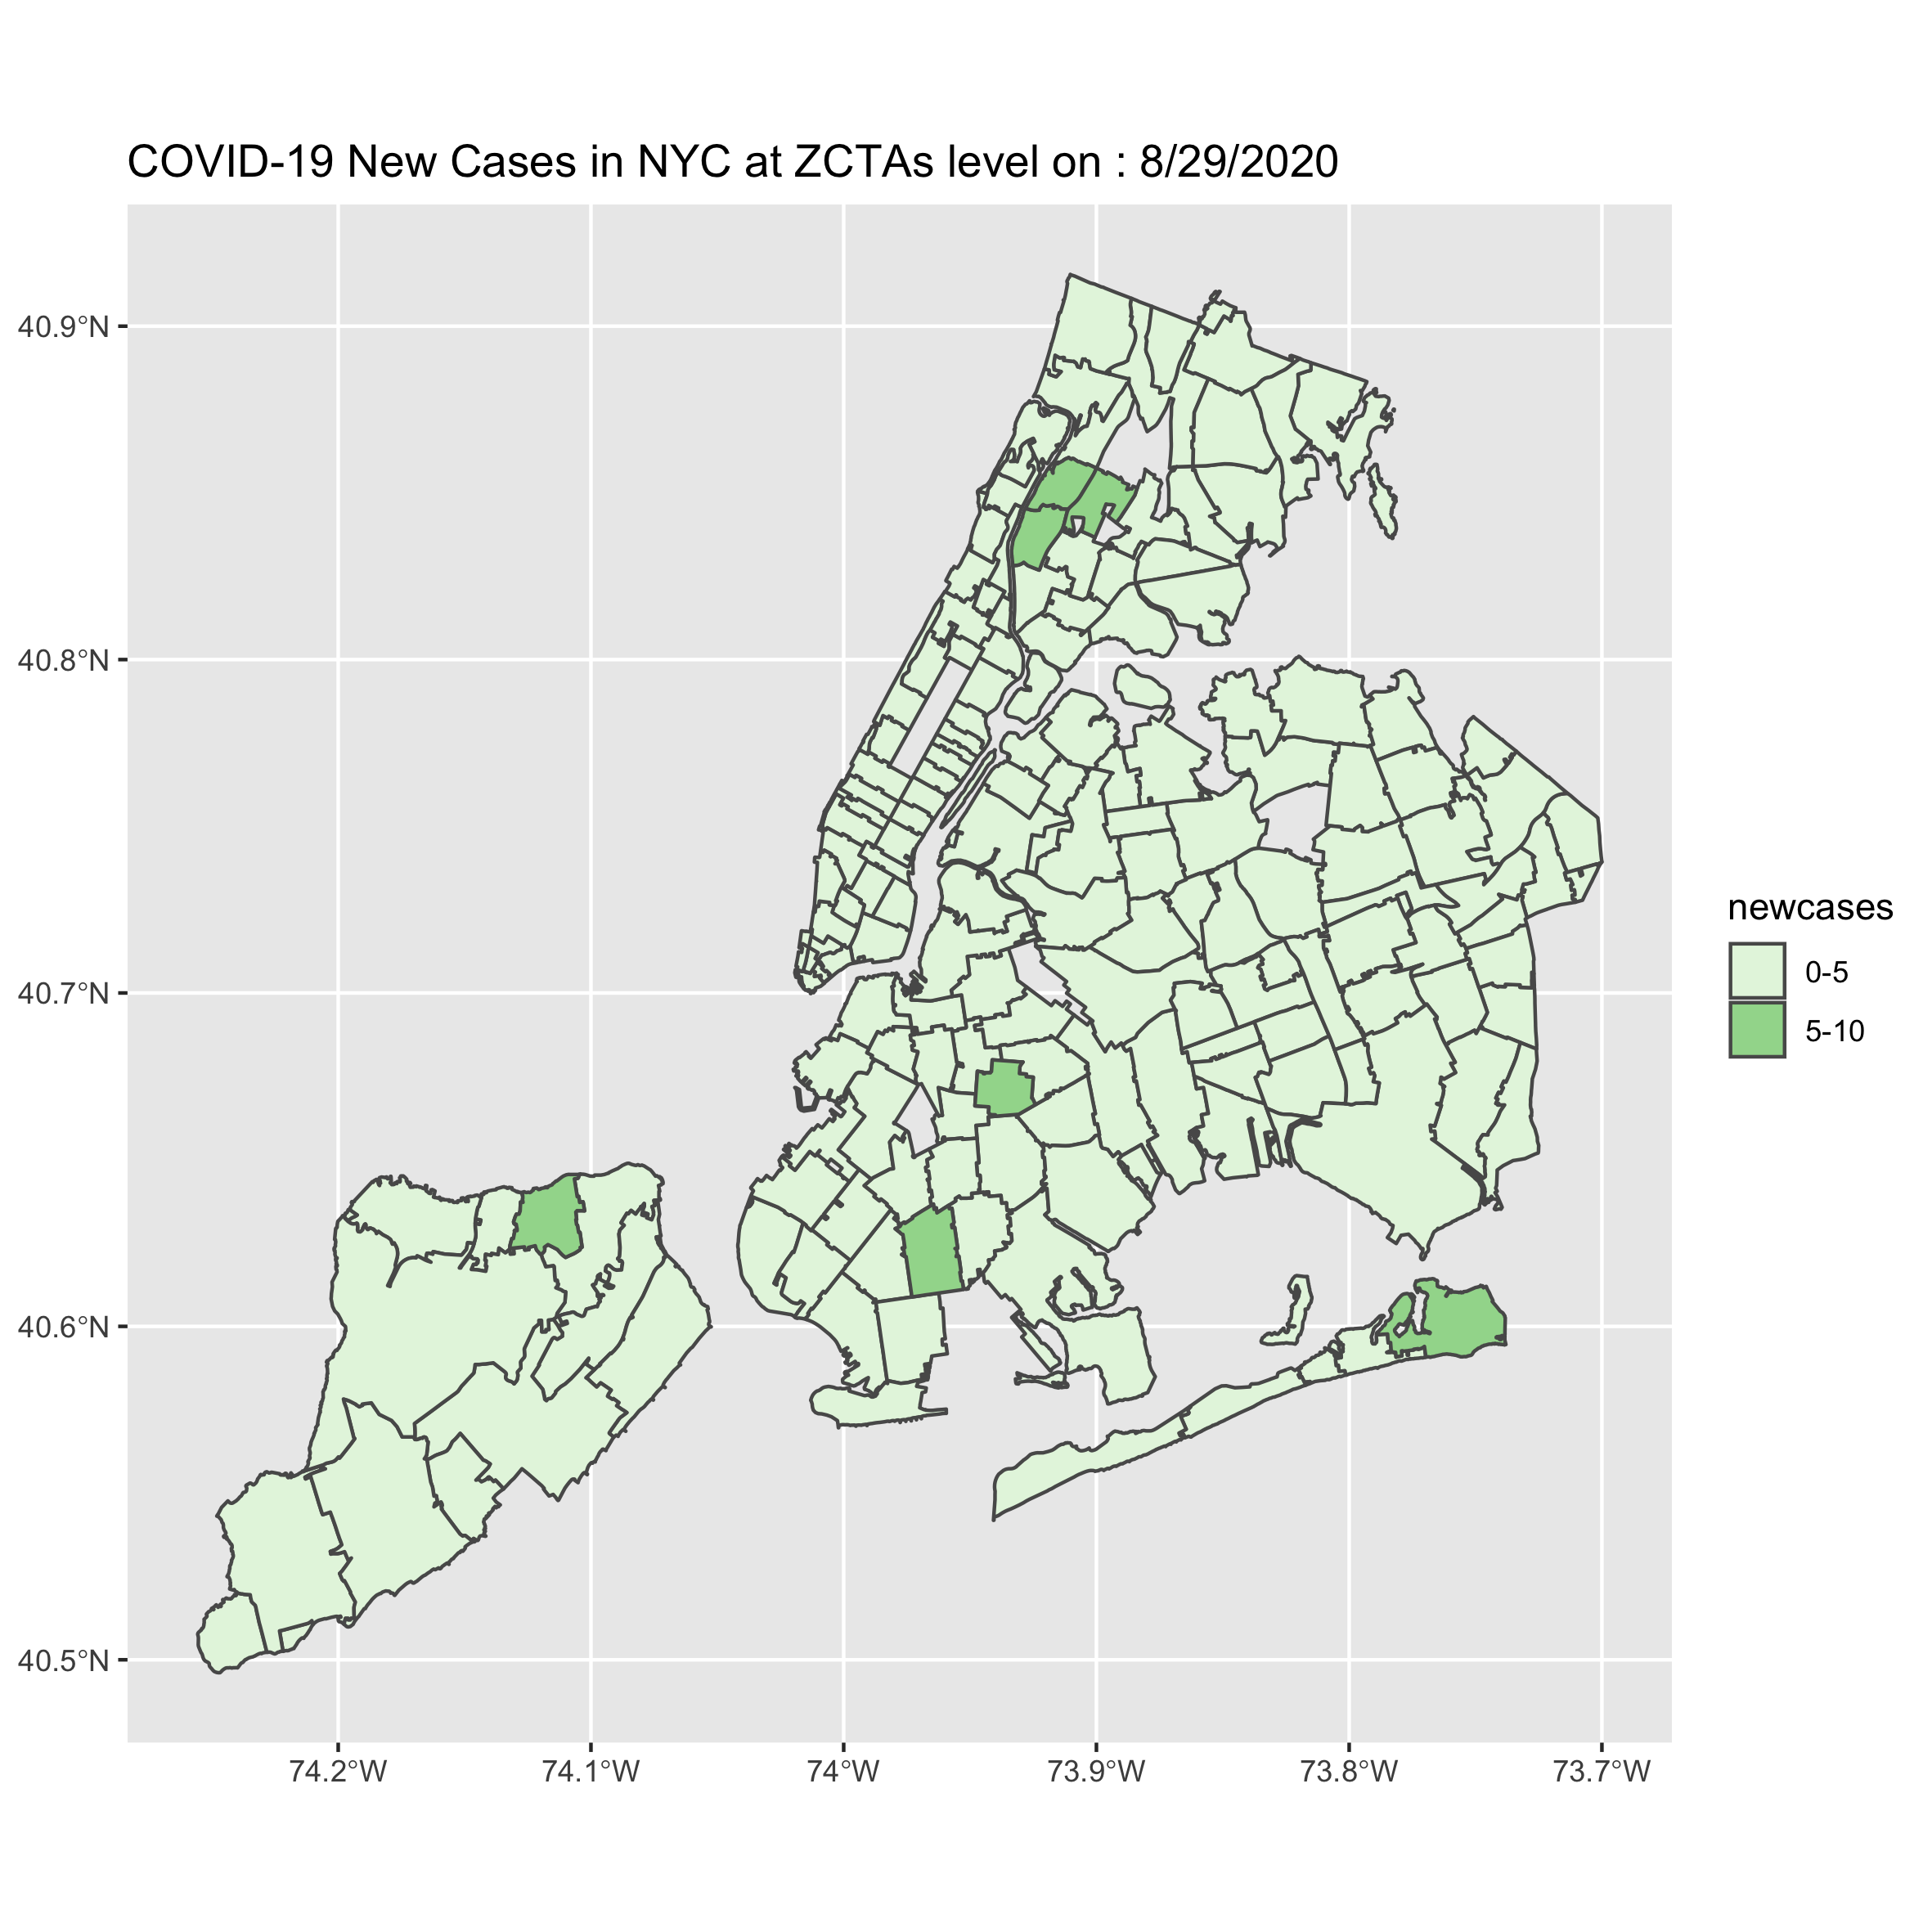 COVID-19 New Cases in NYC at ZCTAs level on : 8/29/2020
40.9°N
40.8°N
40.7°N
40.6°N
40.5°N
74.2°W
74.1°W
74°W
73.9°W
73.8°W
73.7°W
newcases
0-5
5-10